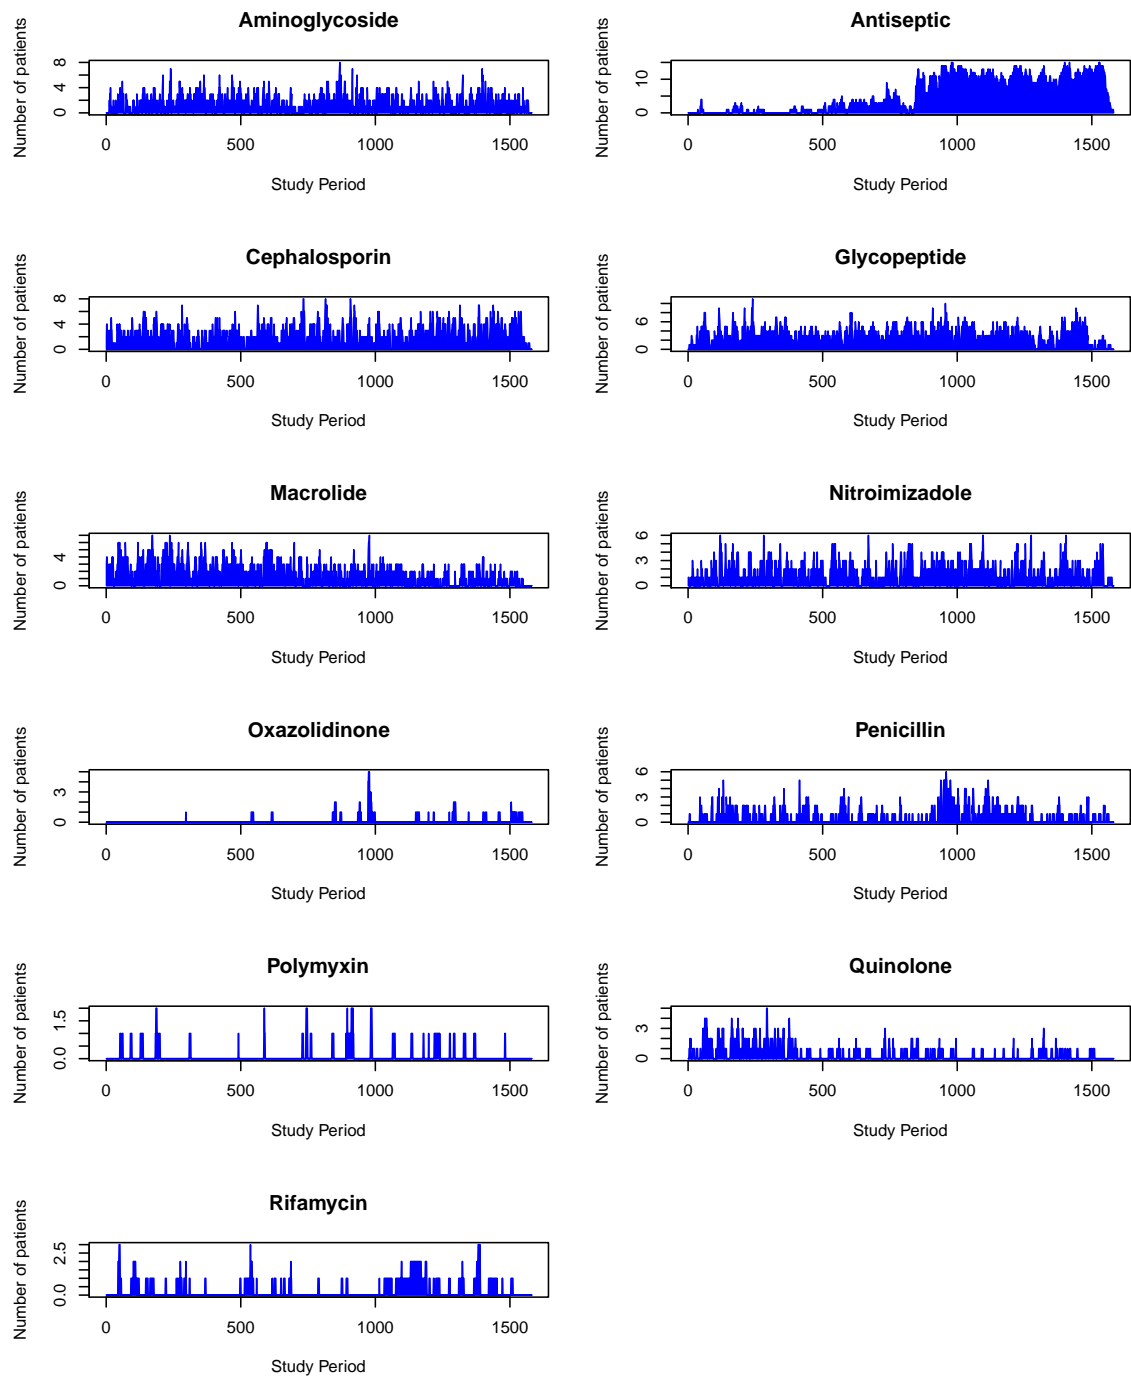 Aminoglycoside
Number of patients
0 4 8
0 500 1000 1500
Study Period
Antiseptic
Number of patients
0 10
0 500 1000 1500
Study Period
Cephalosporin
Number of patients
0 4 8
0 500 1000 1500
Study Period
Glycopeptide
Number of patients
0 6
0 500 1000 1500
Study Period
Macrolide
Number of patients
0 4
0 500 1000 1500
Study Period
Nitroimizadole
Number of patients
0 3 6
0 500 1000 1500
Study Period
Oxazolidinone
Number of patients
0 3
0 500 1000 1500
Study Period
Penicillin
Number of patients
0 3 6
0 500 1000 1500
Study Period
Polymyxin
Number of patients
0.0 1.5
0 500 1000 1500
Study Period
Quinolone
Number of patients
0 3
0 500 1000 1500
Study Period
Rifamycin
Number of patients
0.0 2.5
0 500 1000 1500
Study Period